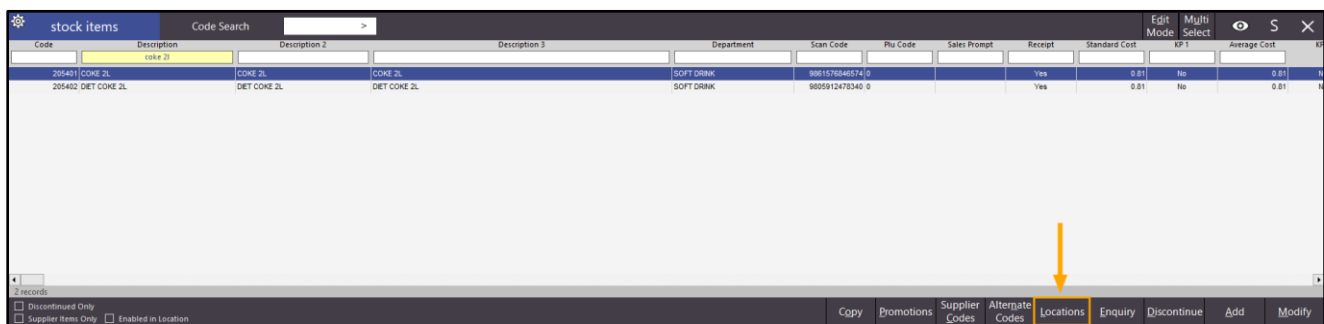 stock items Code Search > Edit Mode Multi Select S
Code Description Description 2 Description 3 Department Scan Code Plu Code Sales Prompt Receipt Standard Cost KP 1 Average Cost KP
coke 2l
205401 COKE 2L COKE 2L COKE 2L SOFT DRINK 9861576846574 0 Yes 0.81 No 0.81 N
205402 DIET COKE 2L DIET COKE 2L DIET COKE 2L SOFT DRINK 9805912478340 0 Yes 0.81 No 0.81 N
2 records
Discontinued Only
Supplier Items Only Enabled in Location
Copy Promotions Supplier Codes Alternate Codes Locations Enquiry Discontinue Add Modify